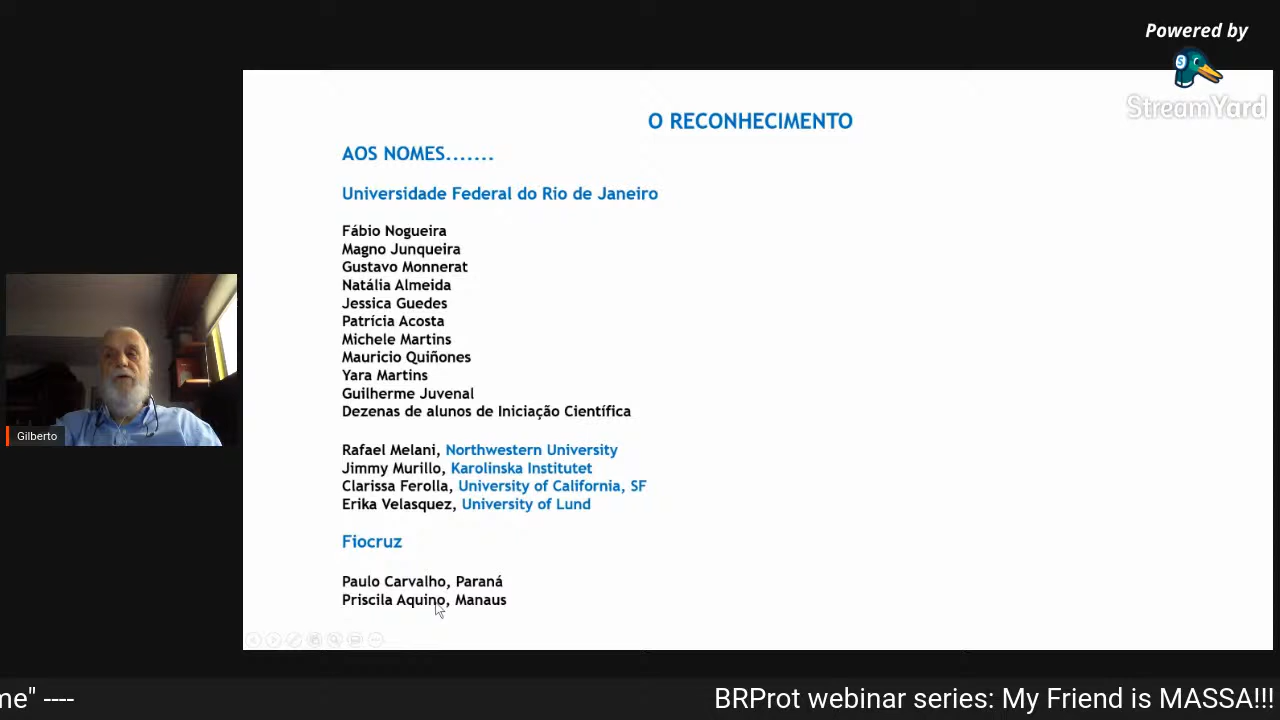 Powered by
StreamYard
O RECONHECIMENTO
AOS NOMES.......
Universidade Federal do Rio de Janeiro
Fábio Nogueira
Magno Junqueira
Gustavo Monnerat
Natália Almeida
Jessica Guedes
Patrícia Acosta
Michele Martins
Mauricio Quiñones
Yara Martins
Guilherme Juvenal
Dezenas de alunos de Iniciação Científica
Rafael Melani, Northwestern University
Jimmy Murillo, Karolinska Institutet
Clarissa Ferolla, University of California, SF
Erika Velasquez, University of Lund
Fiocruz
Paulo Carvalho, Paraná
Priscila Aquino, Manaus
Gilberto
me" ---- BRProt webinar series: My Friend is MASSA!!!